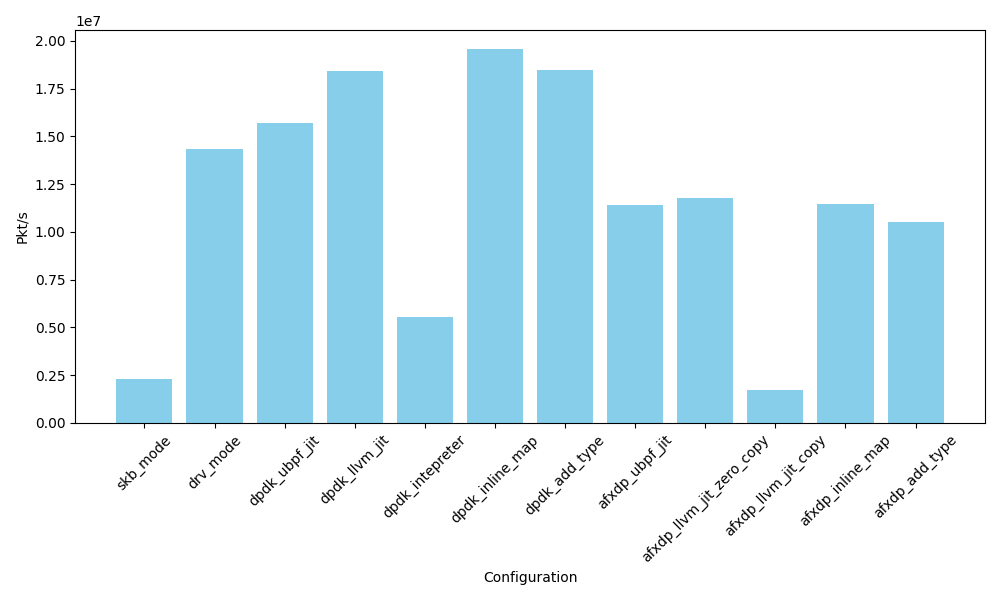 1e7
2.00
1.75
1.50
1.25
1.00
0.75
0.50
0.25
0.00
Pkt/s
skb_mode
drv_mode
dpdk_ubpf_jit
dpdk_llvm_jit
dpdk_intepreter
dpdk_inline_map
dpdk_add_type
afxdp_ubpf_jit
afxdp_llvm_jit_zero_copy
afxdp_llvm_jit_copy
afxdp_inline_map
afxdp_add_type
Configuration